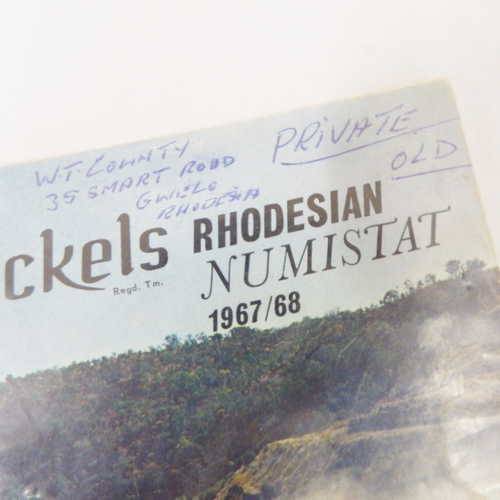 W.T. COUNTY
35 SMART ROAD
GWELO
RHODESIA
PRIVATE
OLD
ckels
Regd. Tm.
RHODESIAN
NUMISTAT
1967/68